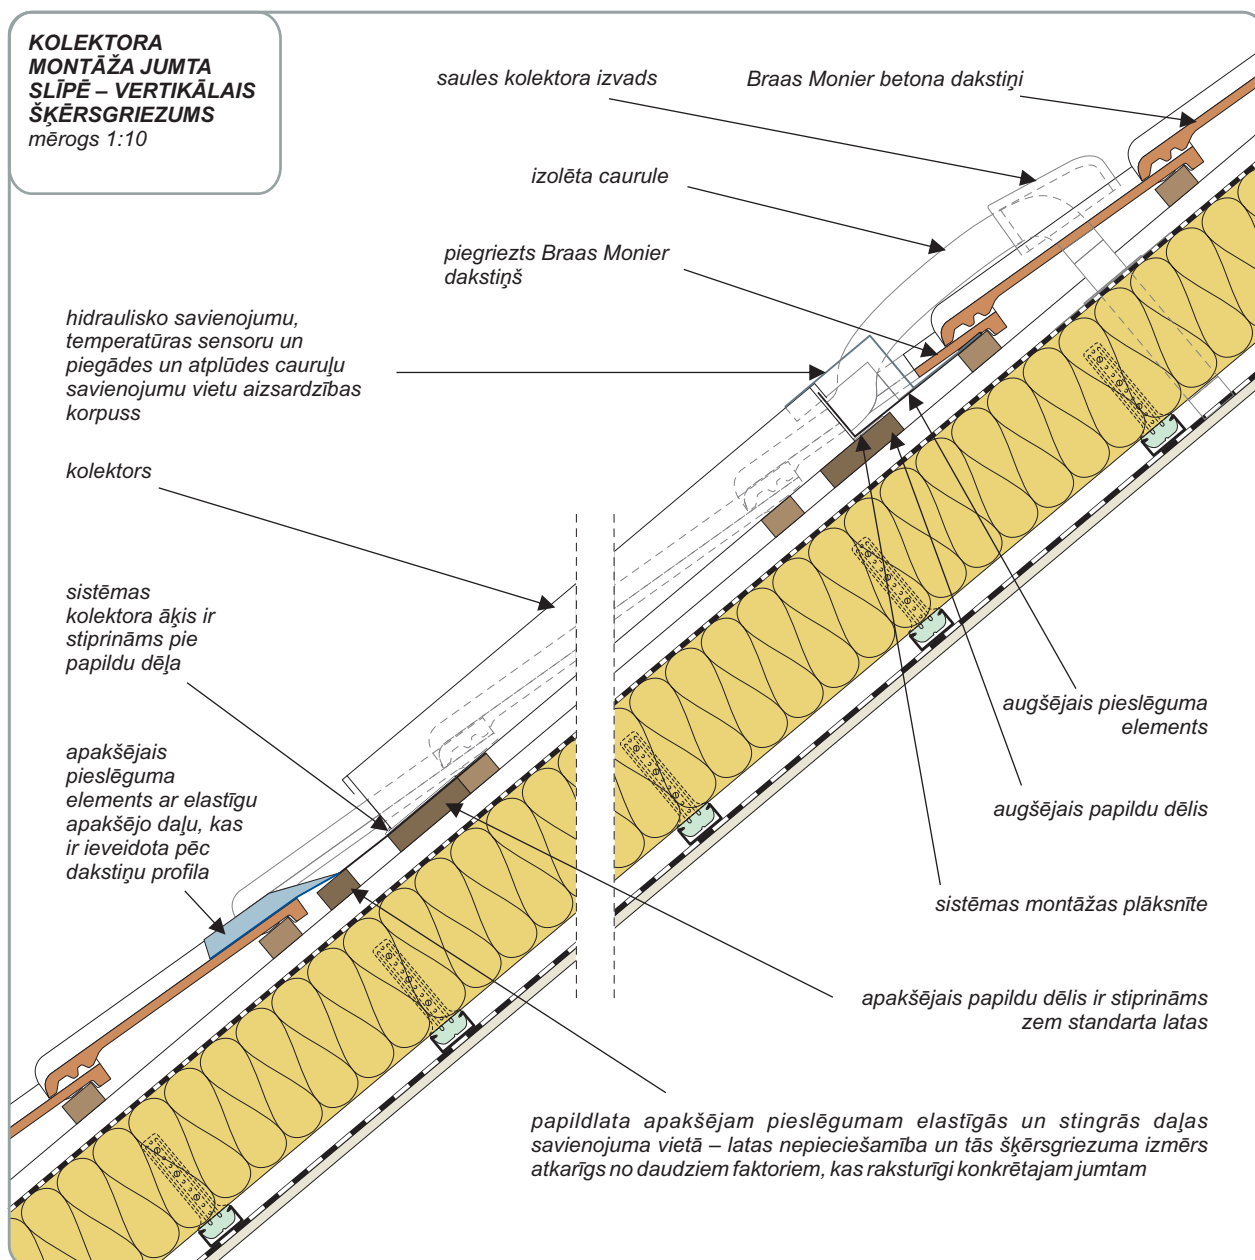 KOLEKTORA
MONTĀŽA JUMTA
SLĪPĒ – VERTIKĀLAIS
ŠĶĒRSGRIEZUMS
mērogs 1:10
saules kolektora izvads
Braas Monier betona dakstiņi
izolēta caurule
piegriezts Braas Monier
dakstiņš
hidraulisko savienojumu,
temperatūras sensoru un
piegādes un atplūdes cauruļu
savienojumu vietu aizsardzības
korpuss
kolektors
sistēmas
kolektora āķis ir
stiprināms pie
papildu dēļa
apakšējais
pieslēguma
elements ar elastīgu
apakšējo daļu, kas
ir ieveidota pēc
dakstiņu profila
augšējais pieslēguma
elements
augšējais papildu dēlis
sistēmas montāžas plāksnīte
apakšējais papildu dēlis ir stiprināms
zem standarta latas
papildlata apakšējam pieslēgumam elastīgās un stingrās daļas
savienojuma vietā – latas nepieciešamība un tās šķērsgriezuma izmērs
atkarīgs no daudziem faktoriem, kas raksturīgi konkrētajam jumtam